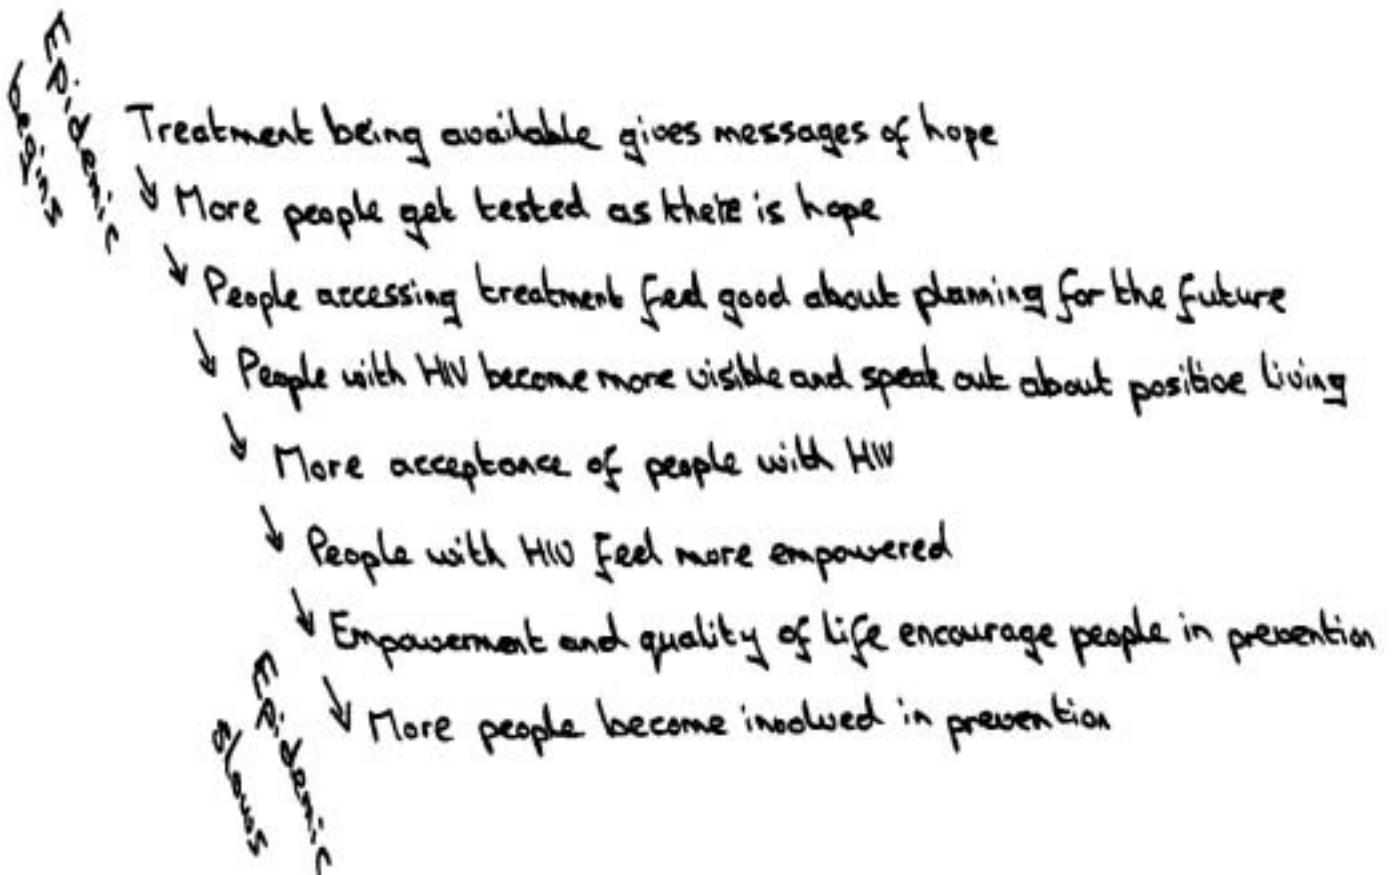 Epidemic
begins
Treatment being available gives messages of hope
More people get tested as there is hope
People accessing treatment feel good about planning for the future
People with HIV become more visible and speak out about positive living
More acceptance of people with HIV
People with HIV feel more empowered
Empowerment and quality of life encourage people in prevention
More people become involved in prevention
Epidemic
slows